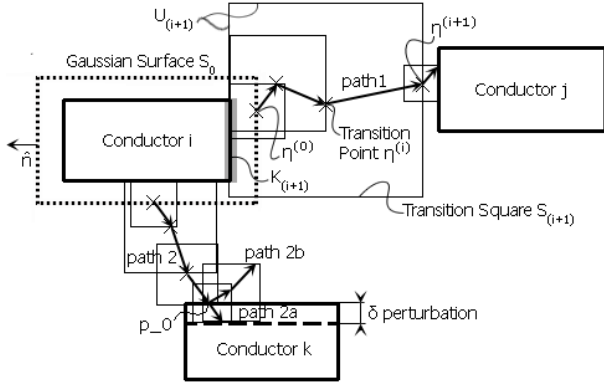 U(i+1)
η(i+1)
Gaussian Surface S0
path1
Conductor j
Conductor i
n̂
η(0)
Transition
Point η(i)
K(i+1)
Transition Square S(i+1)
path 2
path 2b
p_0
path 2a
δ perturbation
Conductor k